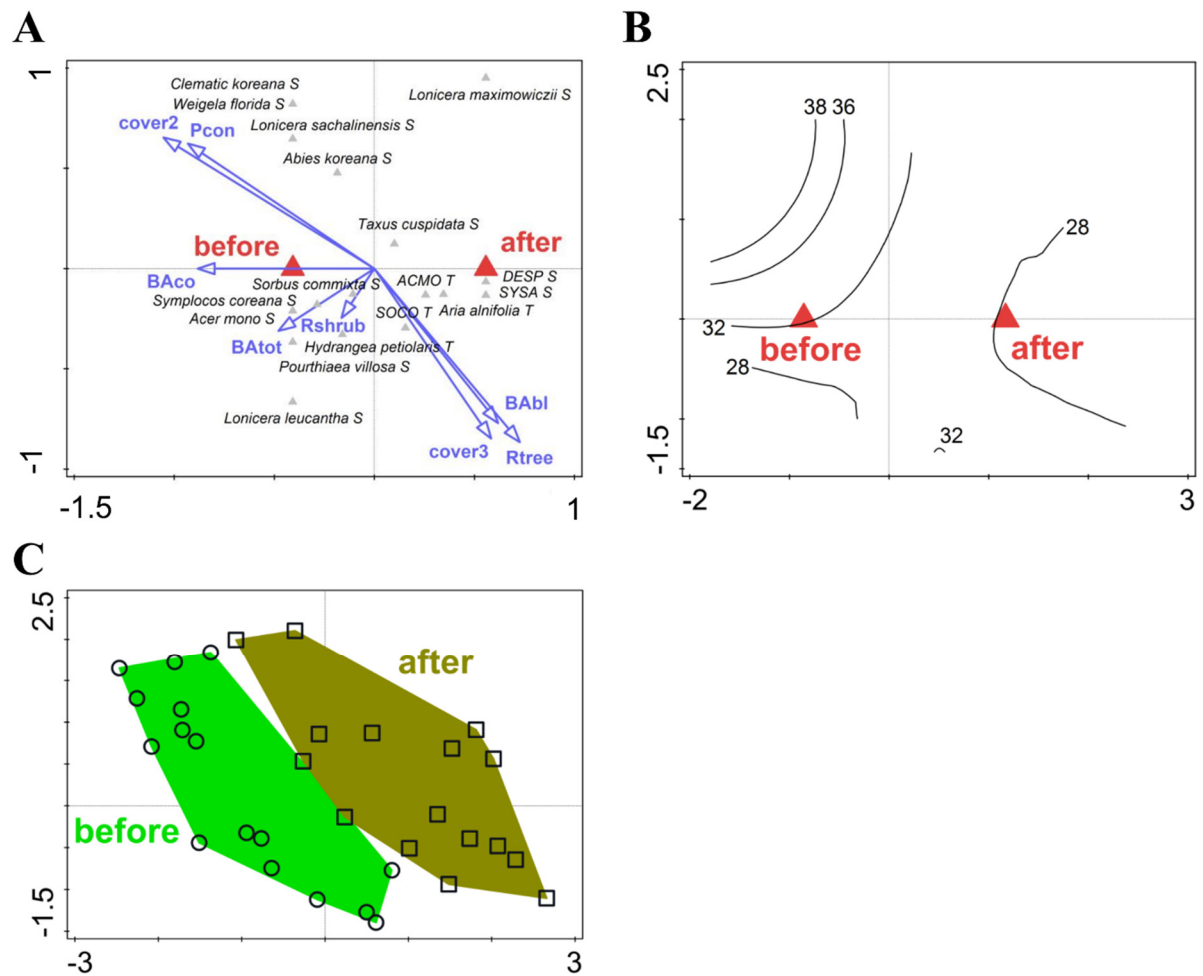 A
1
Clematic koreana S
Weigela florida S
Lonicera maximowiczii S
cover2
Pcon
Lonicera sachalinensis S
Abies koreana S
Taxus cuspidata S
before
after
BAco
Sorbus commixta S
ACMO T
DESP S
Symplocos coreana S
SYSA S
Acer mono S
Rshrub
SOCO T
Aria alnifolia T
BAtot
Hydrangea petiolaris T
Pourthiaea villosa S
BAbl
Lonicera leucantha S
cover3
Rtree
-1
-1.5
1
B
2.5
38
36
28
32
before
after
28
32
-1.5
-2
3
C
2.5
after
before
-1.5
-3
3